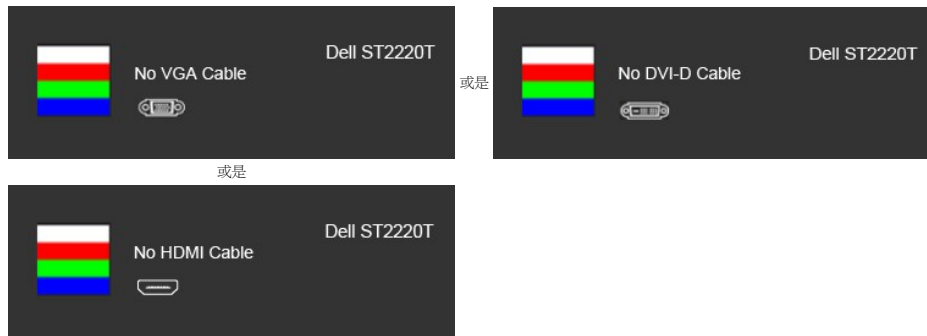 Dell ST2220T
No VGA Cable
或是
Dell ST2220T
No DVI-D Cable
或是
Dell ST2220T
No HDMI Cable